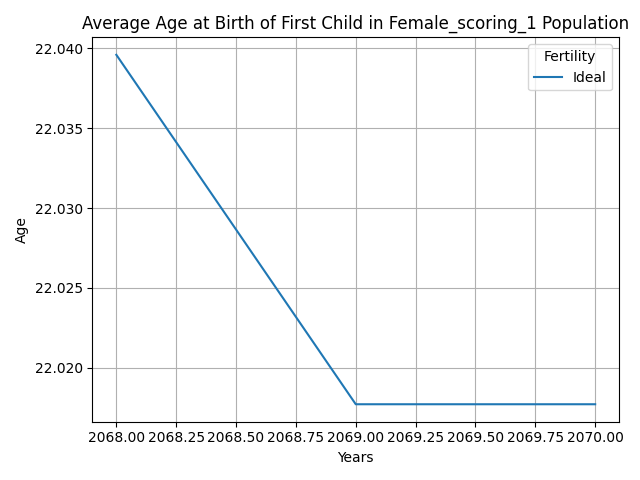 Average Age at Birth of First Child in Female_scoring_1 Population
22.040
22.035
22.030
22.025
22.020
Age
Fertility
Ideal
2068.00 2068.25 2068.50 2068.75 2069.00 2069.25 2069.50 2069.75 2070.00
Years